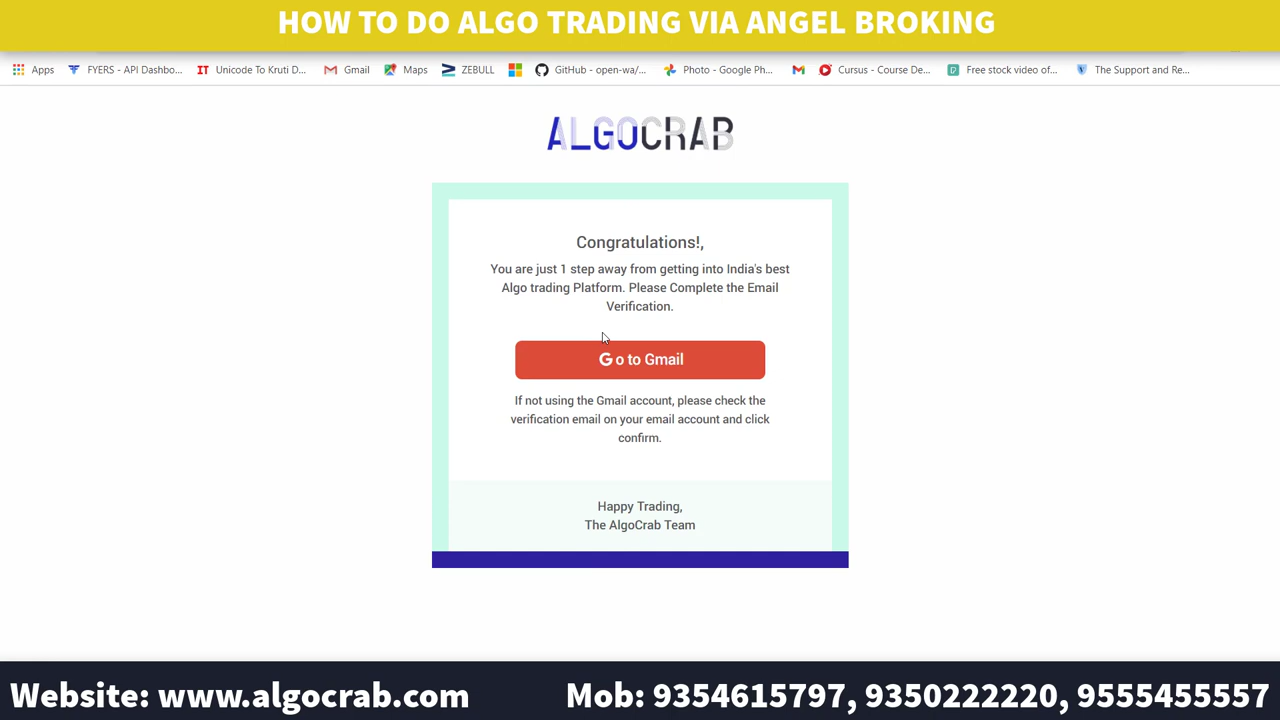 HOW TO DO ALGO TRADING VIA ANGEL BROKING
Apps FYERS - API Dashbo... Unicode To Kruti D... Gmail Maps ZEBULL GitHub - open-wa/... Photo - Google Ph... Cursus - Course De... Free stock video of... The Support and Re...
ALGOCRAB
Congratulations!,
You are just 1 step away from getting into India's best
Algo trading Platform. Please Complete the Email
Verification.
Go to Gmail
If not using the Gmail account, please check the
verification email on your email account and click
confirm.
Happy Trading,
The AlgoCrab Team
Website: www.algocrab.com Mob: 9354615797, 9350222220, 9555455557